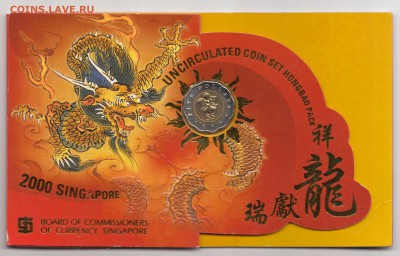 COINS.ЛАВЕ.RU
UNCIRCULATED COIN SET HONGBAO PACK
2000 SINGAPORE
BOARD OF COMMISSIONERS
OF CURRENCY, SINGAPORE
祥
龍
獻
瑞